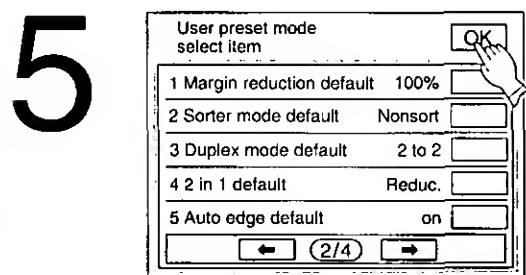 5
User preset mode
select item
OK
1 Margin reduction default 100%
2 Sorter mode default Nonsort
3 Duplex mode default 2 to 2
4 2 in 1 default Reduc.
5 Auto edge default on
← (2/4) →